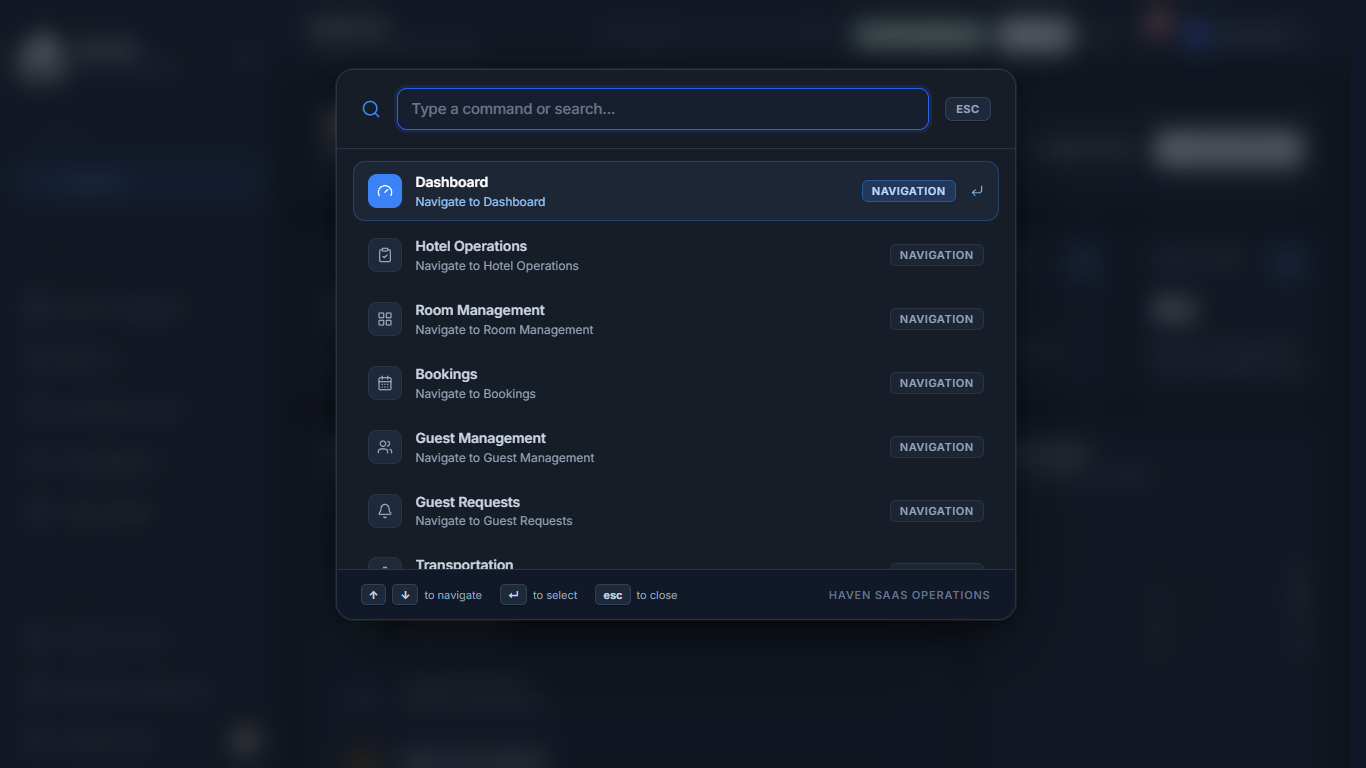 Type a command or search...
ESC
Dashboard
Navigate to Dashboard
NAVIGATION
Hotel Operations
Navigate to Hotel Operations
NAVIGATION
Room Management
Navigate to Room Management
NAVIGATION
Bookings
Navigate to Bookings
NAVIGATION
Guest Management
Navigate to Guest Management
NAVIGATION
Guest Requests
Navigate to Guest Requests
NAVIGATION
Transportation
to navigate
to select
esc to close
HAVEN SAAS OPERATIONS